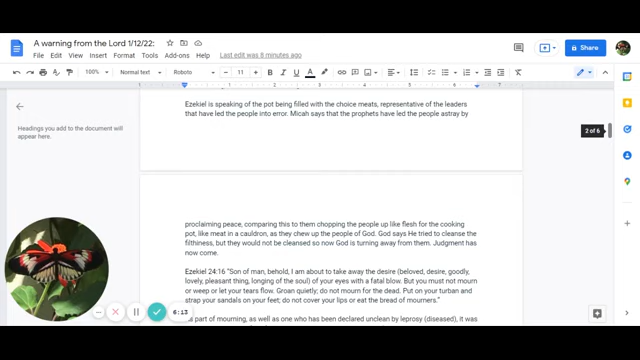 A warning from the Lord 1/12/22:
File Edit View Insert Format Tools Add-ons Help Last edit was 8 minutes ago
Share
100% Normal text Roboto 11 B I U A
Headings you add to the document will
appear here.
Ezekiel is speaking of the pot being filled with the choice meats, representative of the leaders
that have led the people into error. Micah says that the prophets have led the people astray by
2 of 6
proclaiming peace, comparing this to them chopping the people up like flesh for the cooking
pot, like meat in a cauldron, as they chew up the people of God. God says He tried to cleanse the
filthiness, but they would not be cleansed so now God is turning away from them. Judgment has
now come.
Ezekiel 24:16 "Son of man, behold, I am about to take away the desire (beloved, desire, goodly,
lovely, pleasant thing, longing of the soul) of your eyes with a fatal blow. But you must not mourn
or weep or let your tears flow. Groan quietly; do not mourn for the dead. Put on your turban and
strap your sandals on your feet; do not cover your lips or eat the bread of mourners."
part of mourning, as well as one who has been declared unclean by leprosy (diseased), it was
6:13